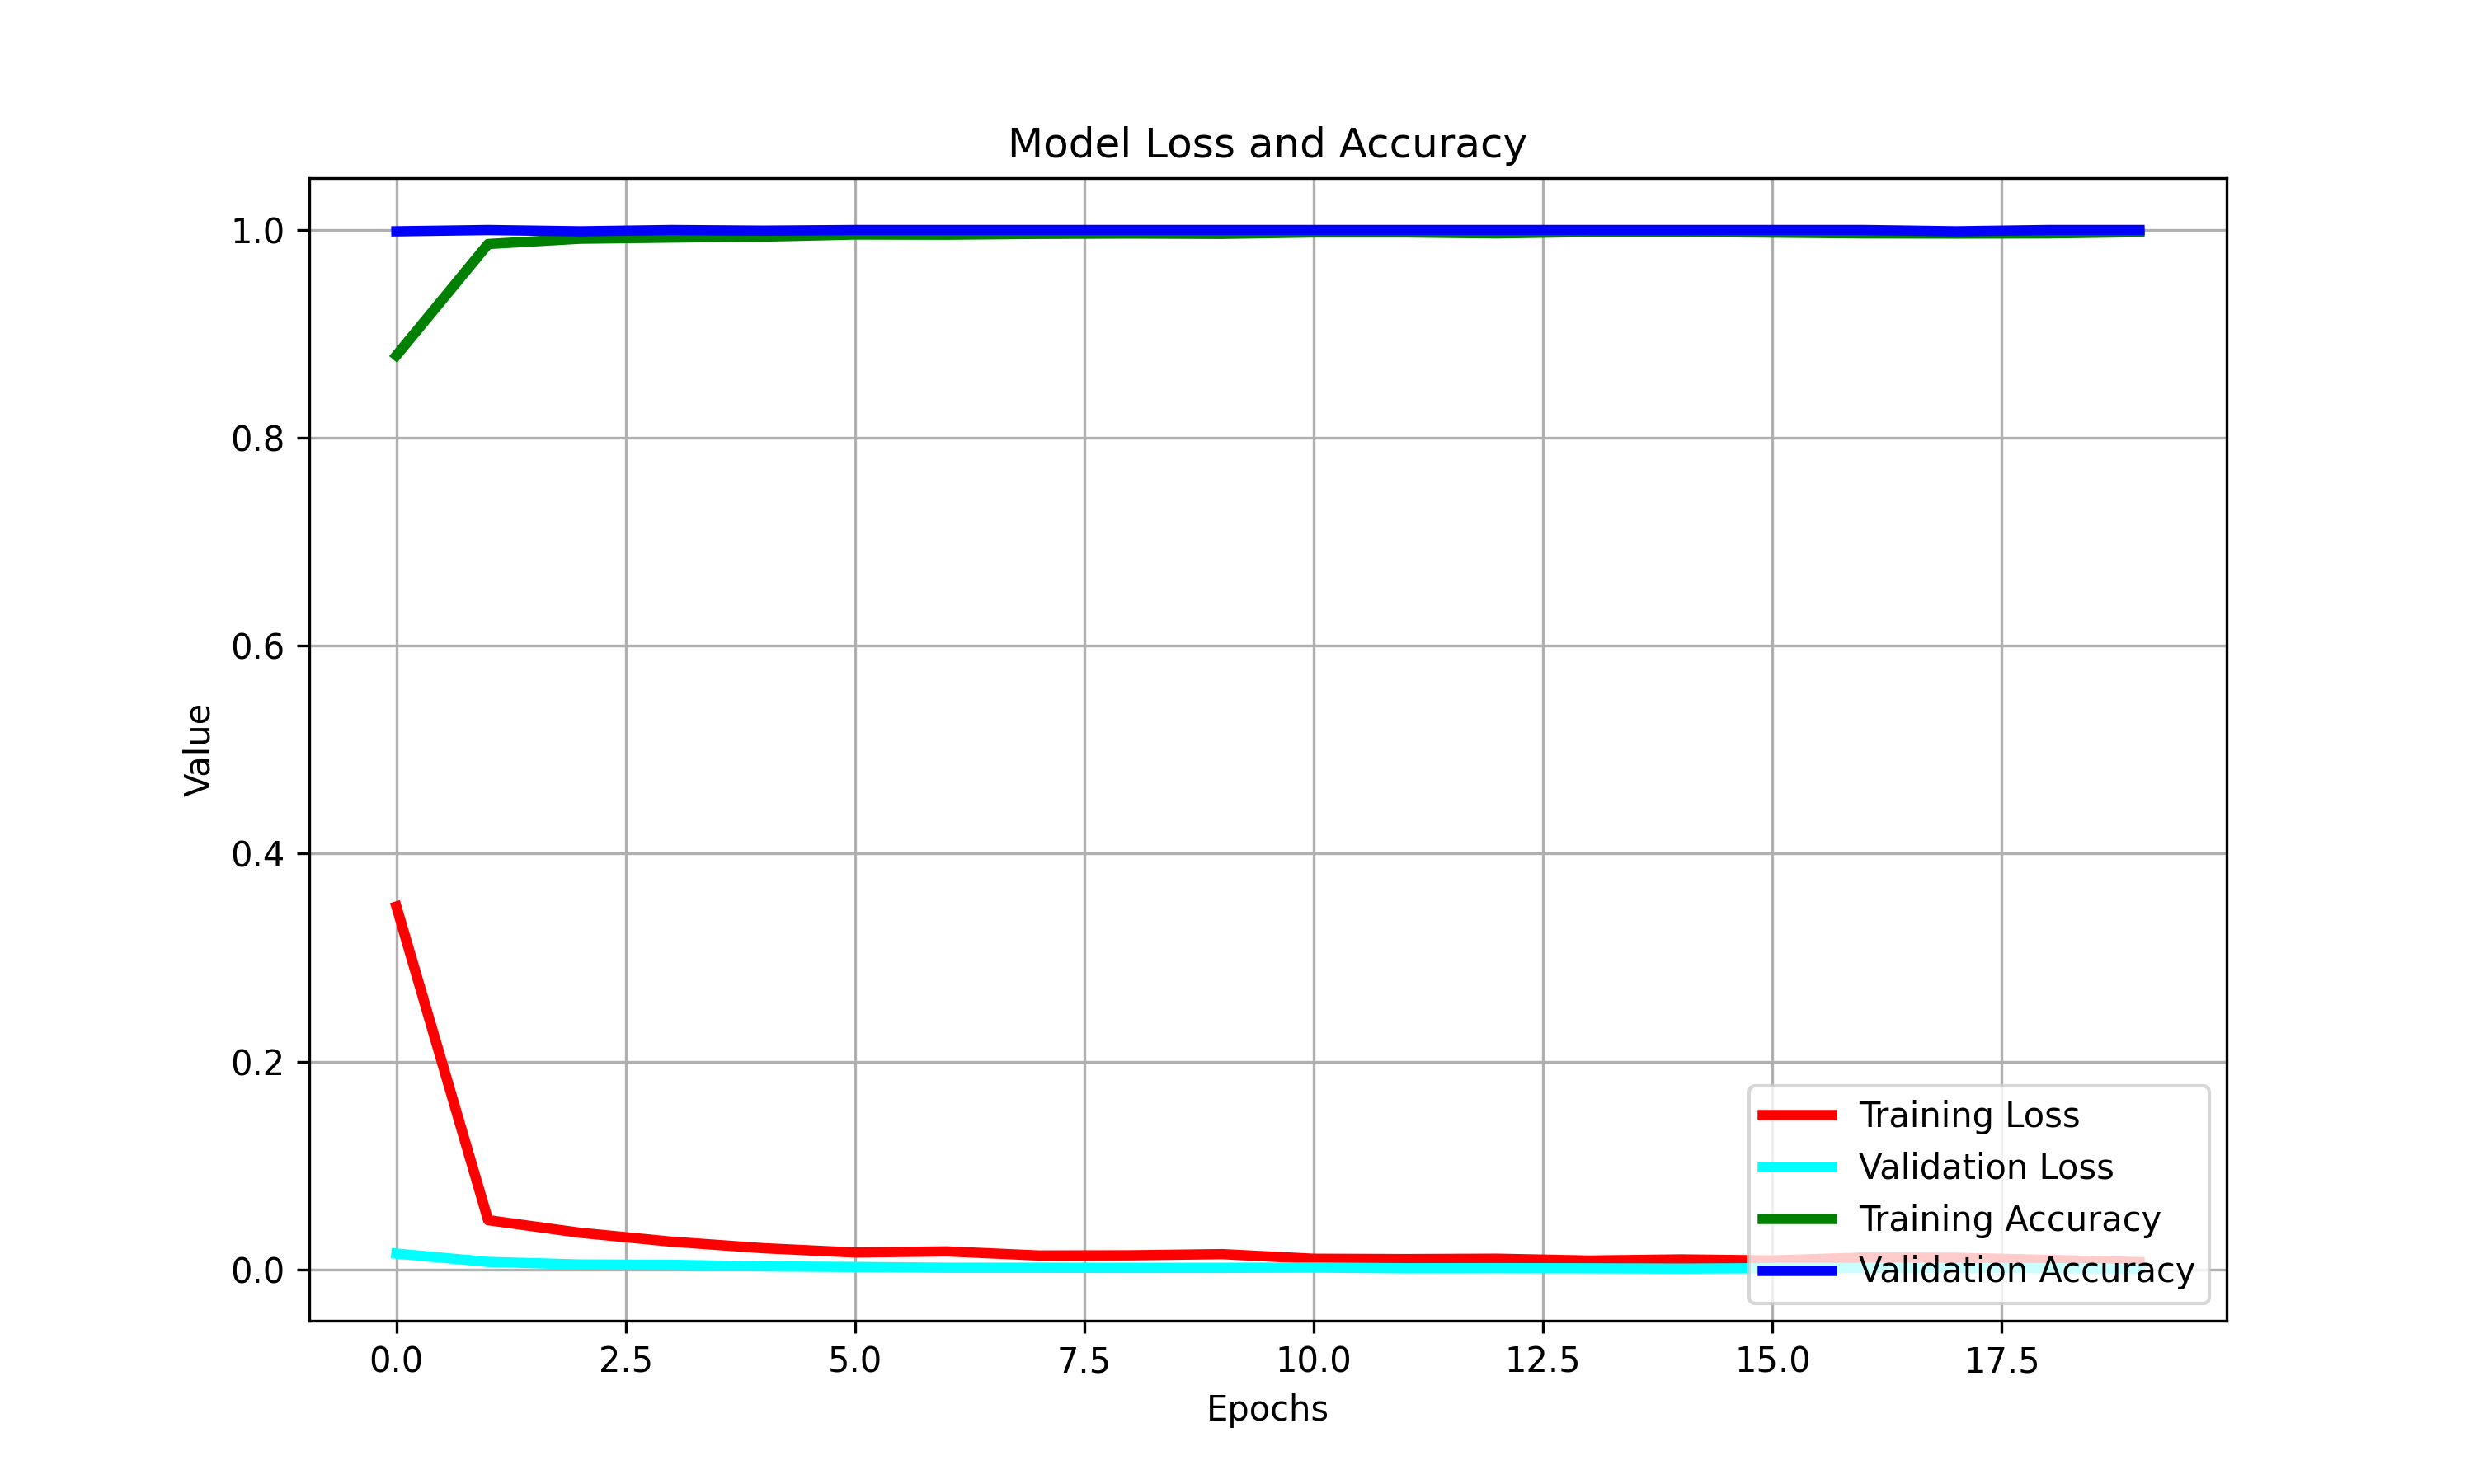 Model Loss and Accuracy
1.0
0.8
0.6
0.4
0.2
0.0
Value
Training Loss
Validation Loss
Training Accuracy
Validation Accuracy
0.0 2.5 5.0 7.5 10.0 12.5 15.0 17.5
Epochs